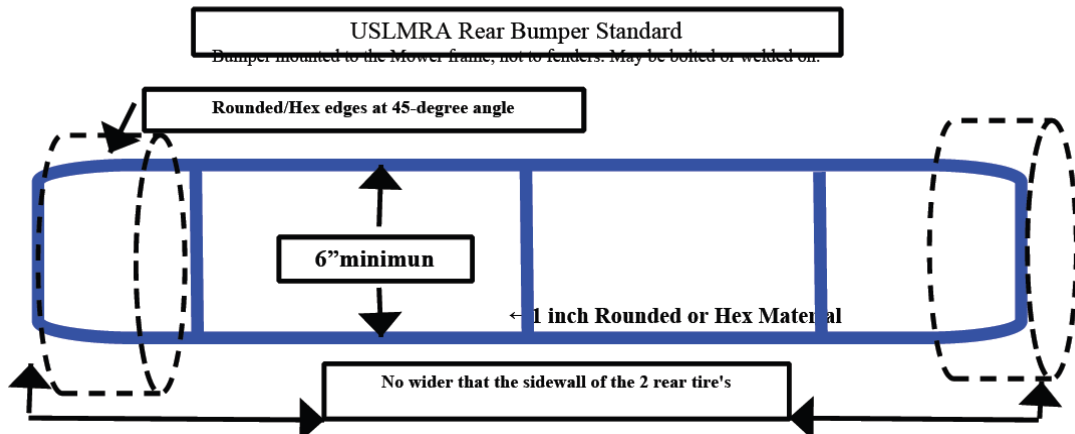 USLMRA Rear Bumper Standard
Bumper mounted to the Mower frame, not to fenders. May be bolted or welded on.
Rounded/Hex edges at 45-degree angle
6”minimun
←1 inch Rounded or Hex Material
No wider that the sidewall of the 2 rear tire's